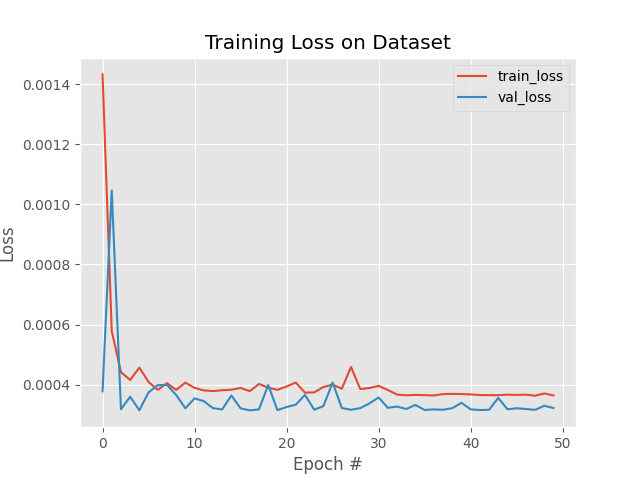 Training Loss on Dataset
train_loss
val_loss
0.0014
0.0012
0.0010
0.0008
0.0006
0.0004
Loss
0 10 20 30 40 50
Epoch #